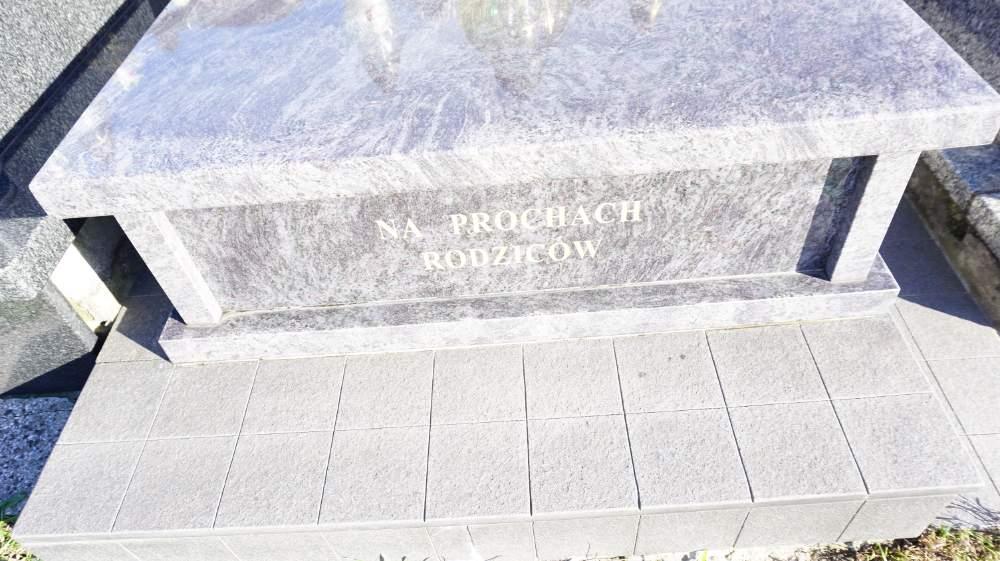 NA PROCHACH
RODZICÓW